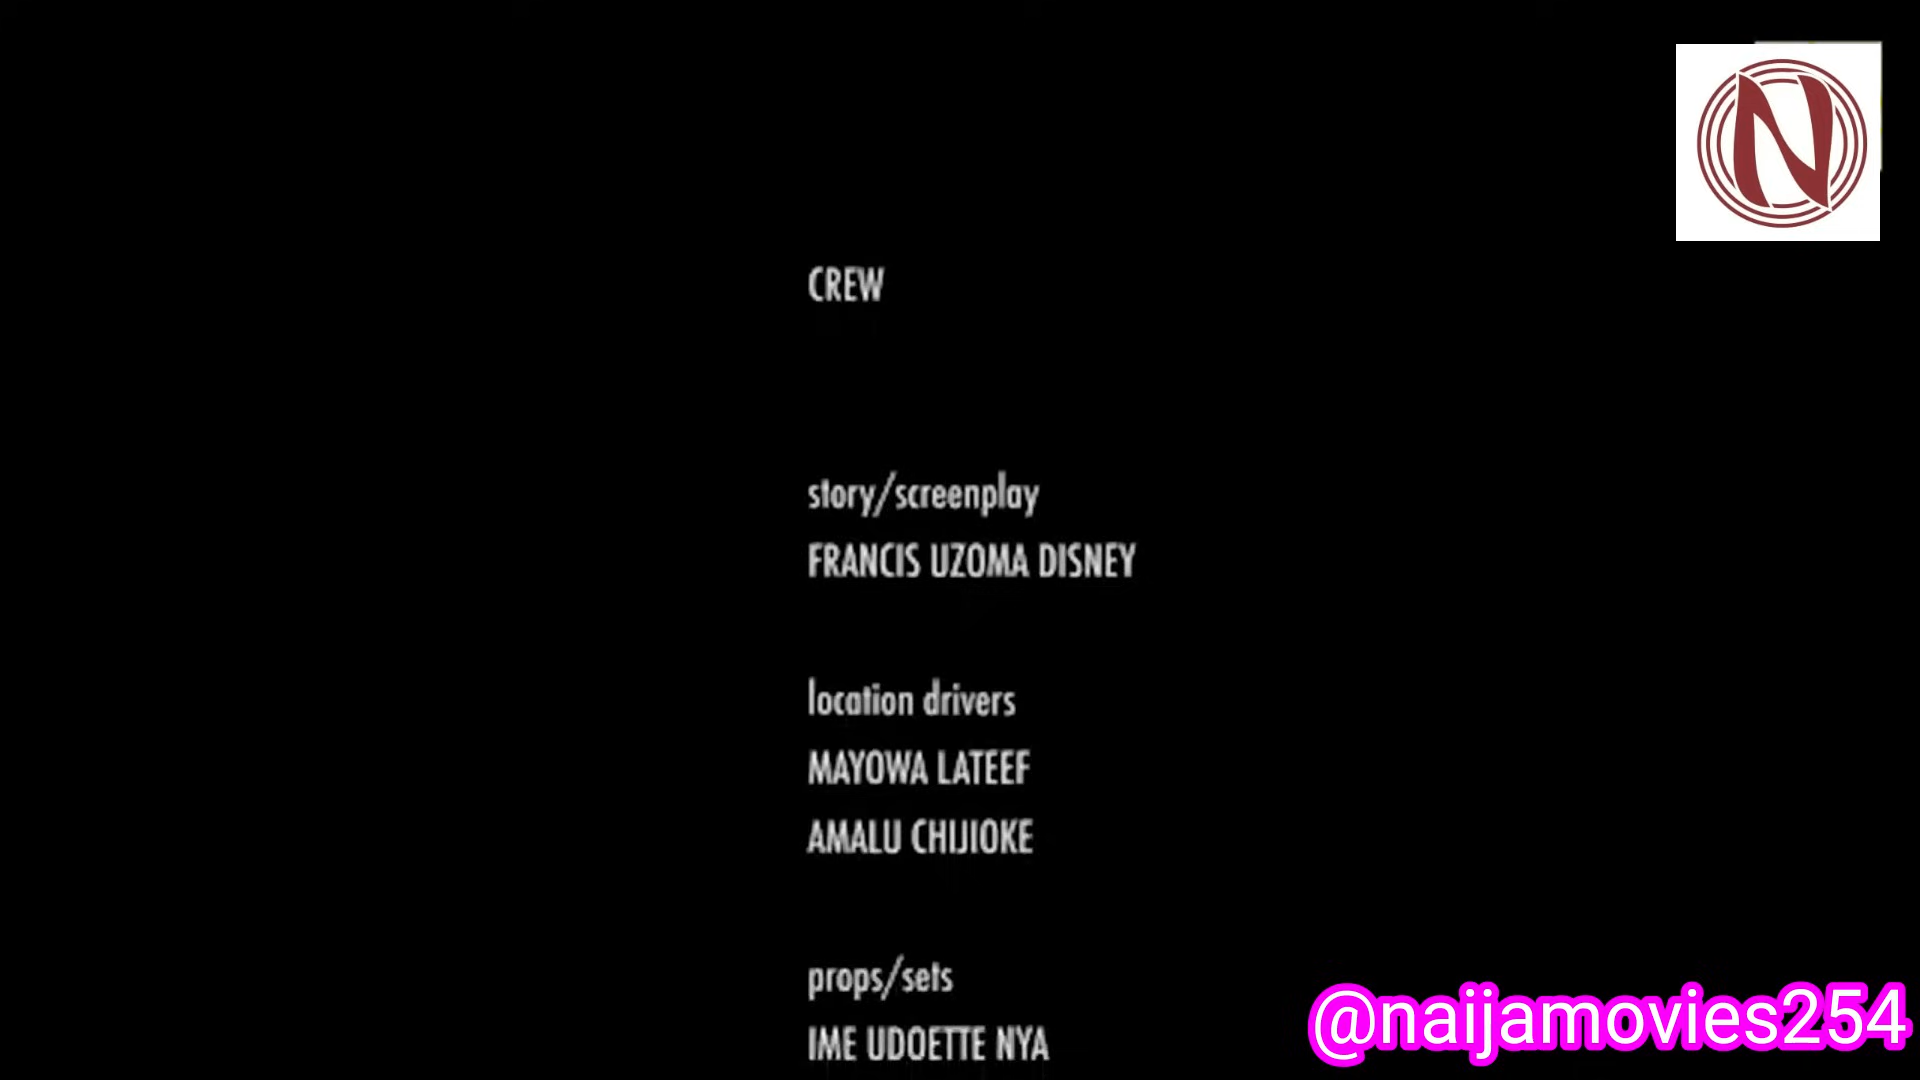 N
CREW
story/screenplay
FRANCIS UZOMA DISNEY
location drivers
MAYOWA LATEEF
AMALU CHIJIOKE
props/sets
IME UDOETTE NYA
@naijamovies254